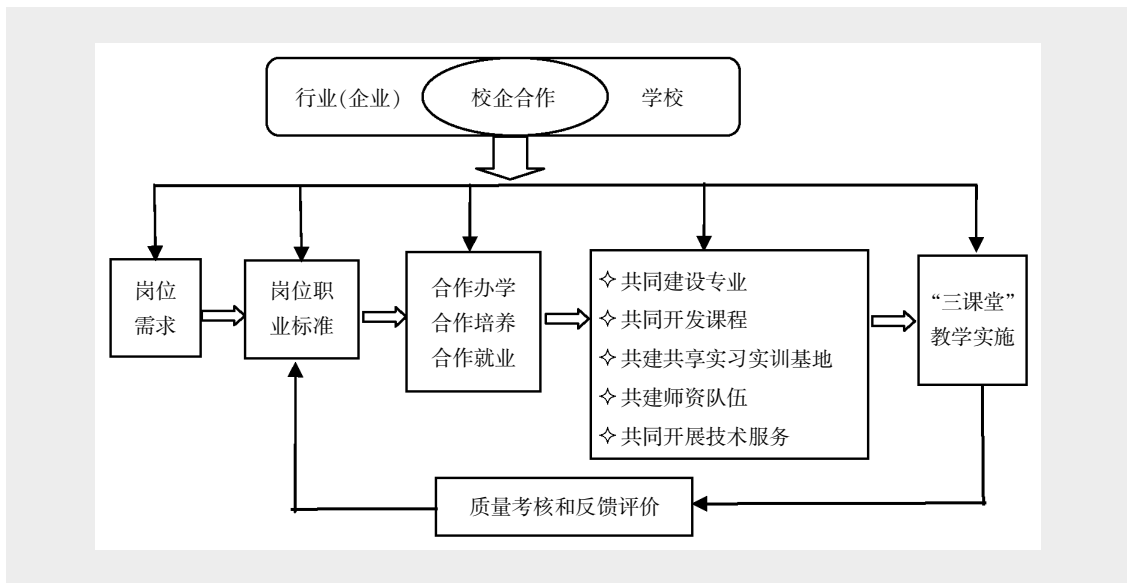 行业(企业)
校企合作
学校
岗位
需求
岗位职
业标准
合作办学
合作培养
合作就业
✧共同建设专业
✧共同开发课程
✧共建共享实习实训基地
✧共建师资队伍
✧共同开展技术服务
“三课堂”
教学实施
质量考核和反馈评价